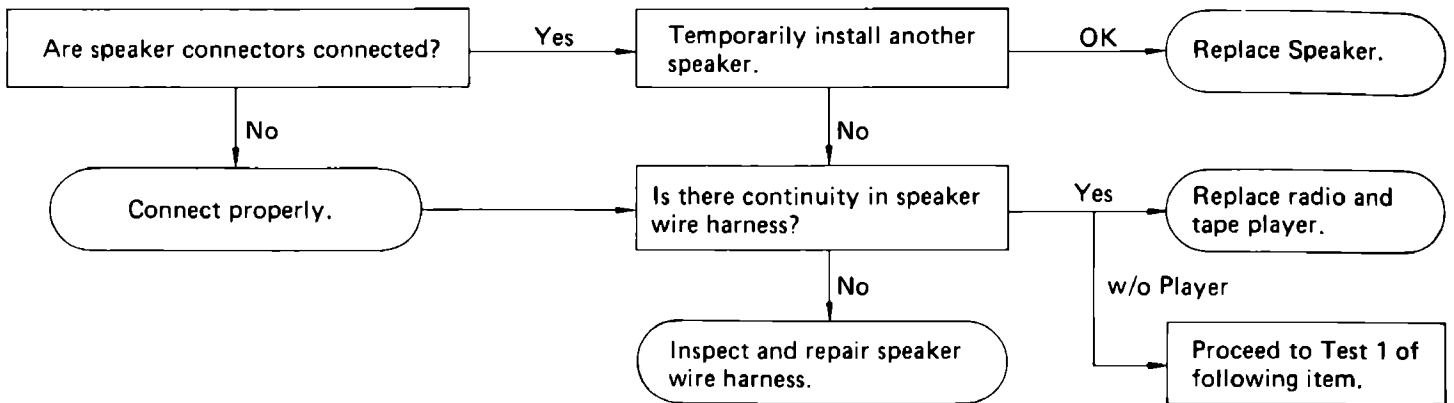 Are speaker connectors connected?
Yes
Temporarily install another
speaker.
OK
Replace Speaker.
No
No
Connect properly.
Is there continuity in speaker
wire harness?
Yes
Replace radio and
tape player.
No
w/o Player
Inspect and repair speaker
wire harness.
Proceed to Test 1 of
following item.